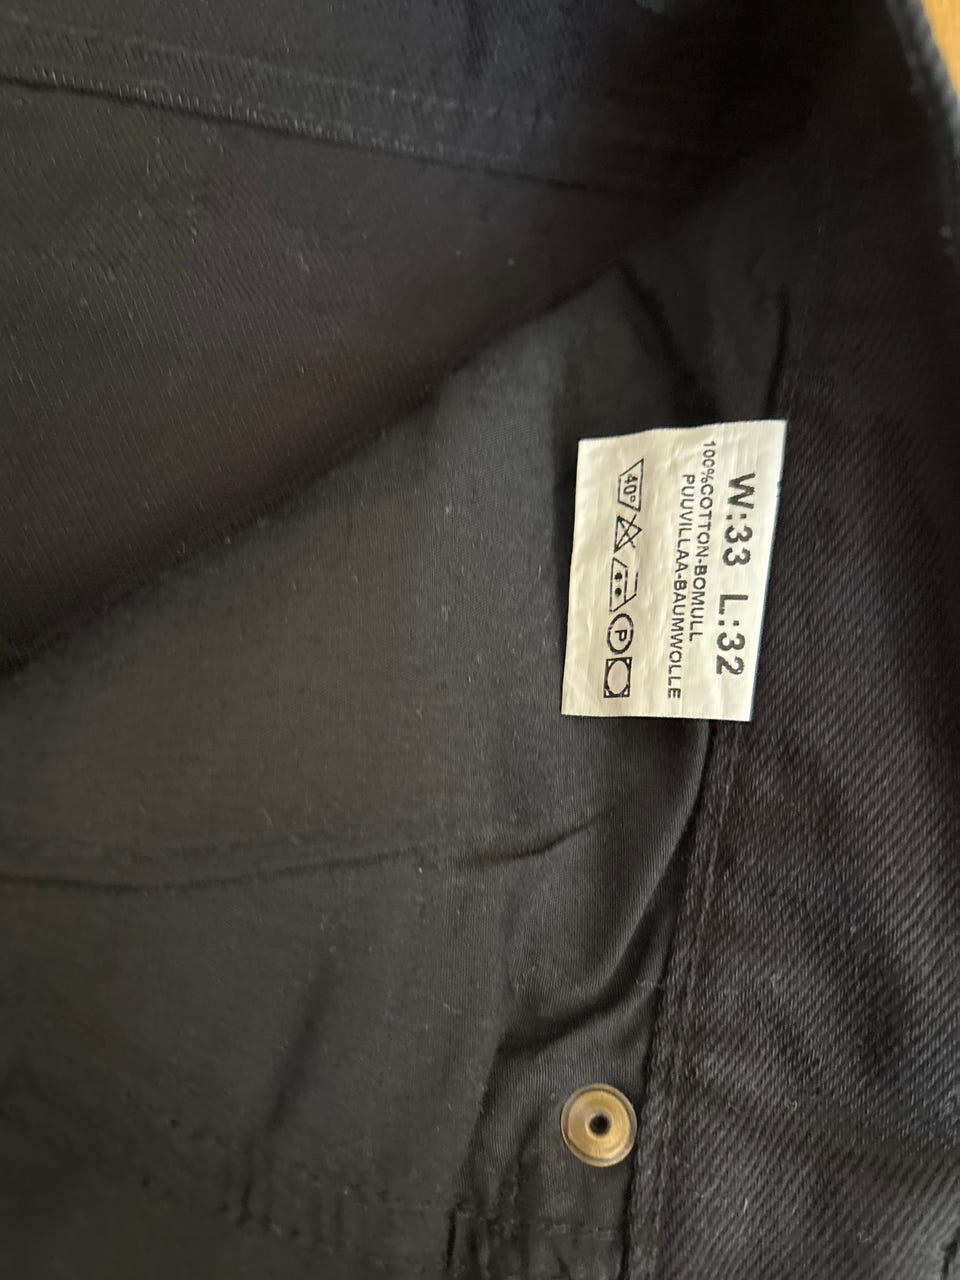 W:33 L:32
100%COTTON-BOMULL
PUUVILLAA-BAUMWOLLE
40° P